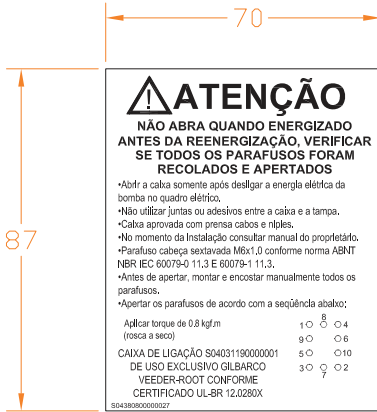 70
87
ATENÇÃO
NÃO ABRA QUANDO ENERGIZADO
ANTES DA REENERGIZAÇÃO, VERIFICAR
SE TODOS OS PARAFUSOS FORAM
RECOLADOS E APERTADOS
•Abrir a caixa somente após desligar a energia elétrica da
bomba no quadro elétrico.
•Não utilizar juntas ou adesivos entre a caixa e a tampa.
•Caixa aprovada com prensa cabos e niples.
•No momento da Instalação consultar manual do proprietário.
•Parafuso cabeça sextavada M6x1,0 conforme norma ABNT
NBR IEC 60079-0 11.3 E 60079-1 11.3.
•Antes de apertar, montar e encostar manualmente todos os
parafusos.
•Apertar os parafusos de acordo com a seqüência abaixo:
Aplicar torque de 0.8 kgf.m
(rosca a seco)
8
1 4
9 6
5 10
3 2
7
CAIXA DE LIGAÇÃO S04031190000001
DE USO EXCLUSIVO GILBARCO
VEEDER-ROOT CONFORME
CERTIFICADO UL-BR 12.0280X
S04380800000027